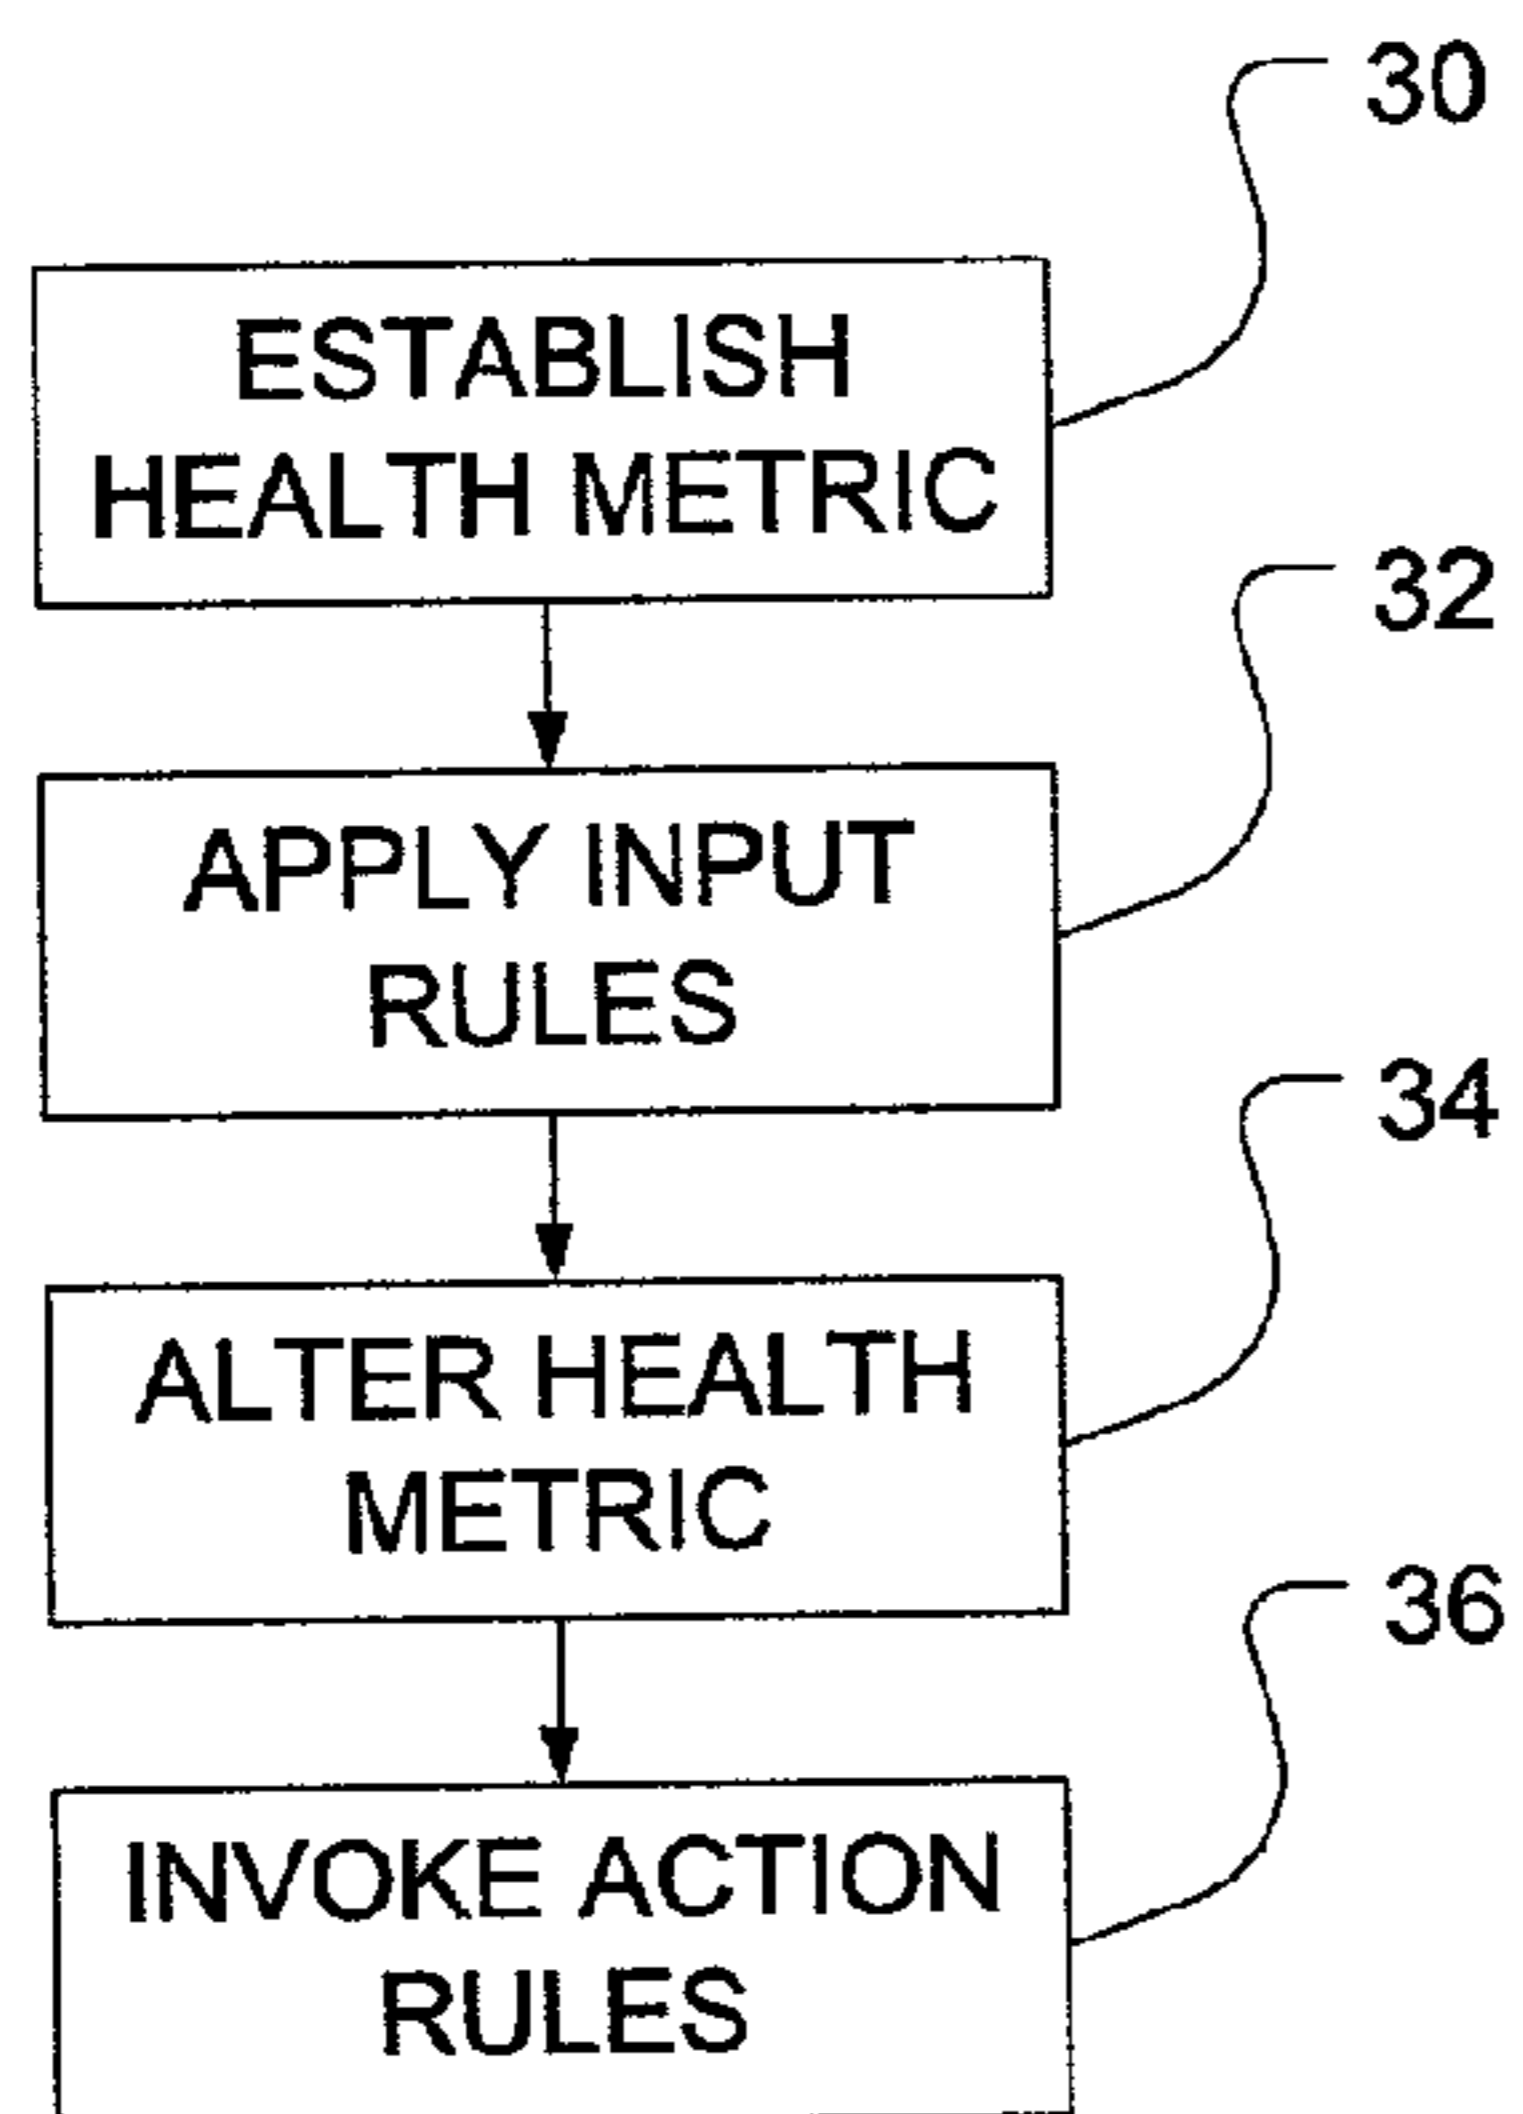 30
ESTABLISH
HEALTH METRIC
32
APPLY INPUT
RULES
34
ALTER HEALTH
METRIC
36
INVOKE ACTION
RULES